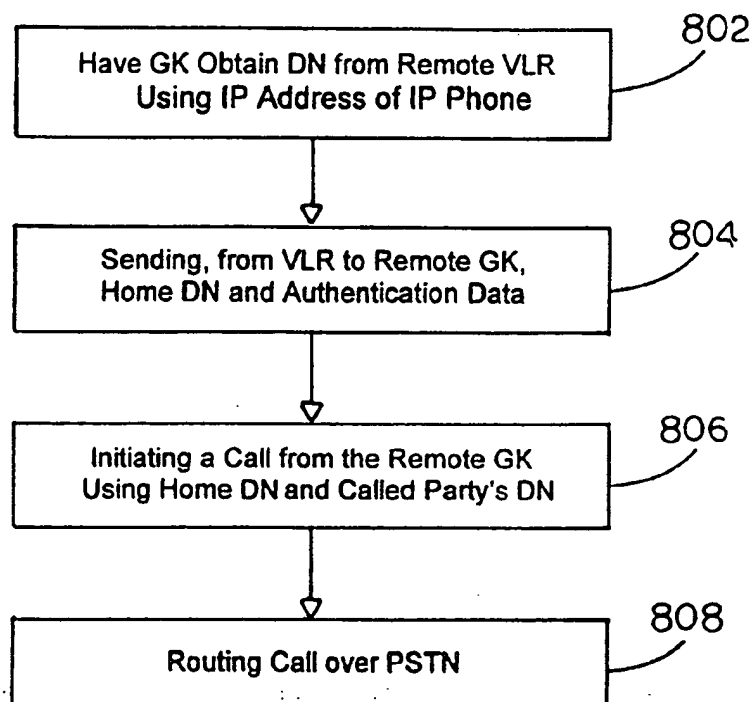 802
Have GK Obtain DN from Remote VLR
Using IP Address of IP Phone
804
Sending, from VLR to Remote GK,
Home DN and Authentication Data
806
Initiating a Call from the Remote GK
Using Home DN and Called Party's DN
808
Routing Call over PSTN